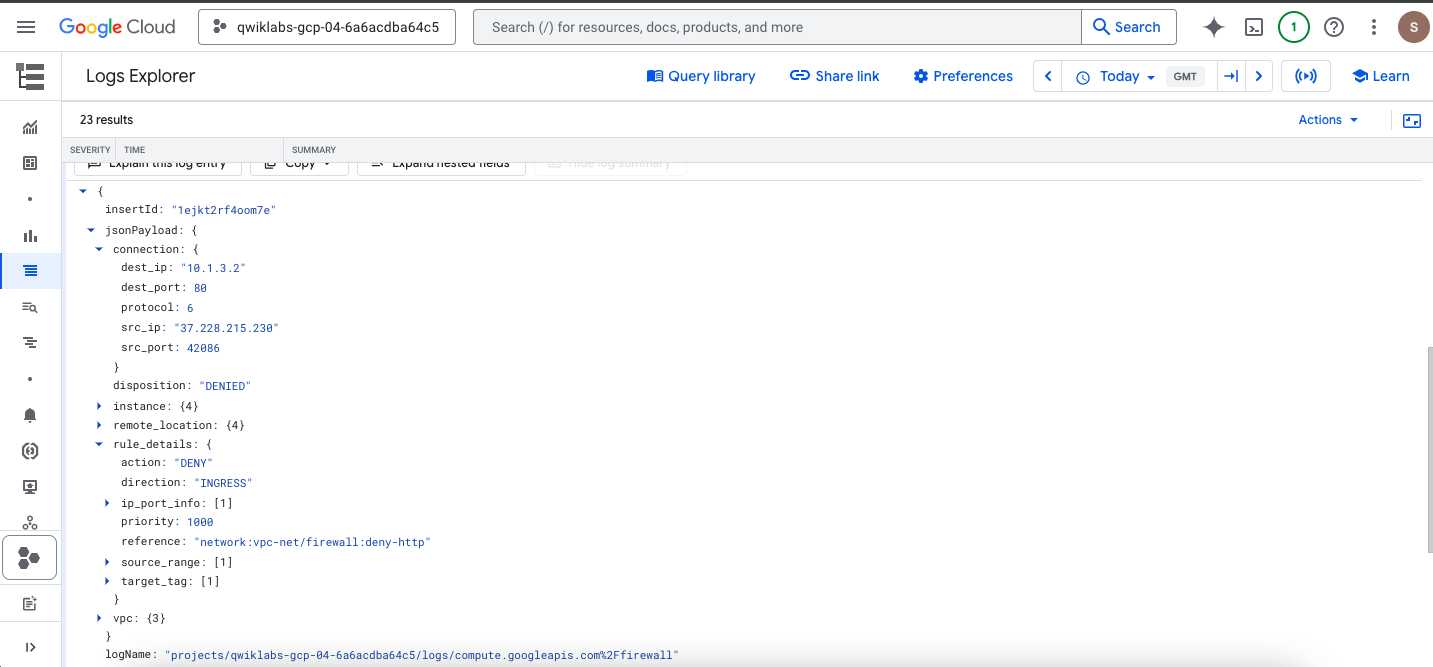 Google Cloud
qwiklabs-gcp-04-6a6acdba64c5
Search (/) for resources, docs, products, and more
Search
1
S
Logs Explorer
Query library
Share link
Preferences
Today
GMT
Learn
23 results
Actions
SEVERITY
TIME
SUMMARY
Explain this log entry
Copy
Expand nested fields
Hide log summary
{
insertId: "1ejkt2rf4oom7e"
jsonPayload: {
connection: {
dest_ip: "10.1.3.2"
dest_port: 80
protocol: 6
src_ip: "37.228.215.230"
src_port: 42086
}
disposition: "DENIED"
instance: {4}
remote_location: {4}
rule_details: {
action: "DENY"
direction: "INGRESS"
ip_port_info: [1]
priority: 1000
reference: "network:vpc-net/firewall:deny-http"
source_range: [1]
target_tag: [1]
}
vpc: {3}
}
logName: "projects/qwiklabs-gcp-04-6a6acdba64c5/logs/compute.googleapis.com%2Ffirewall"